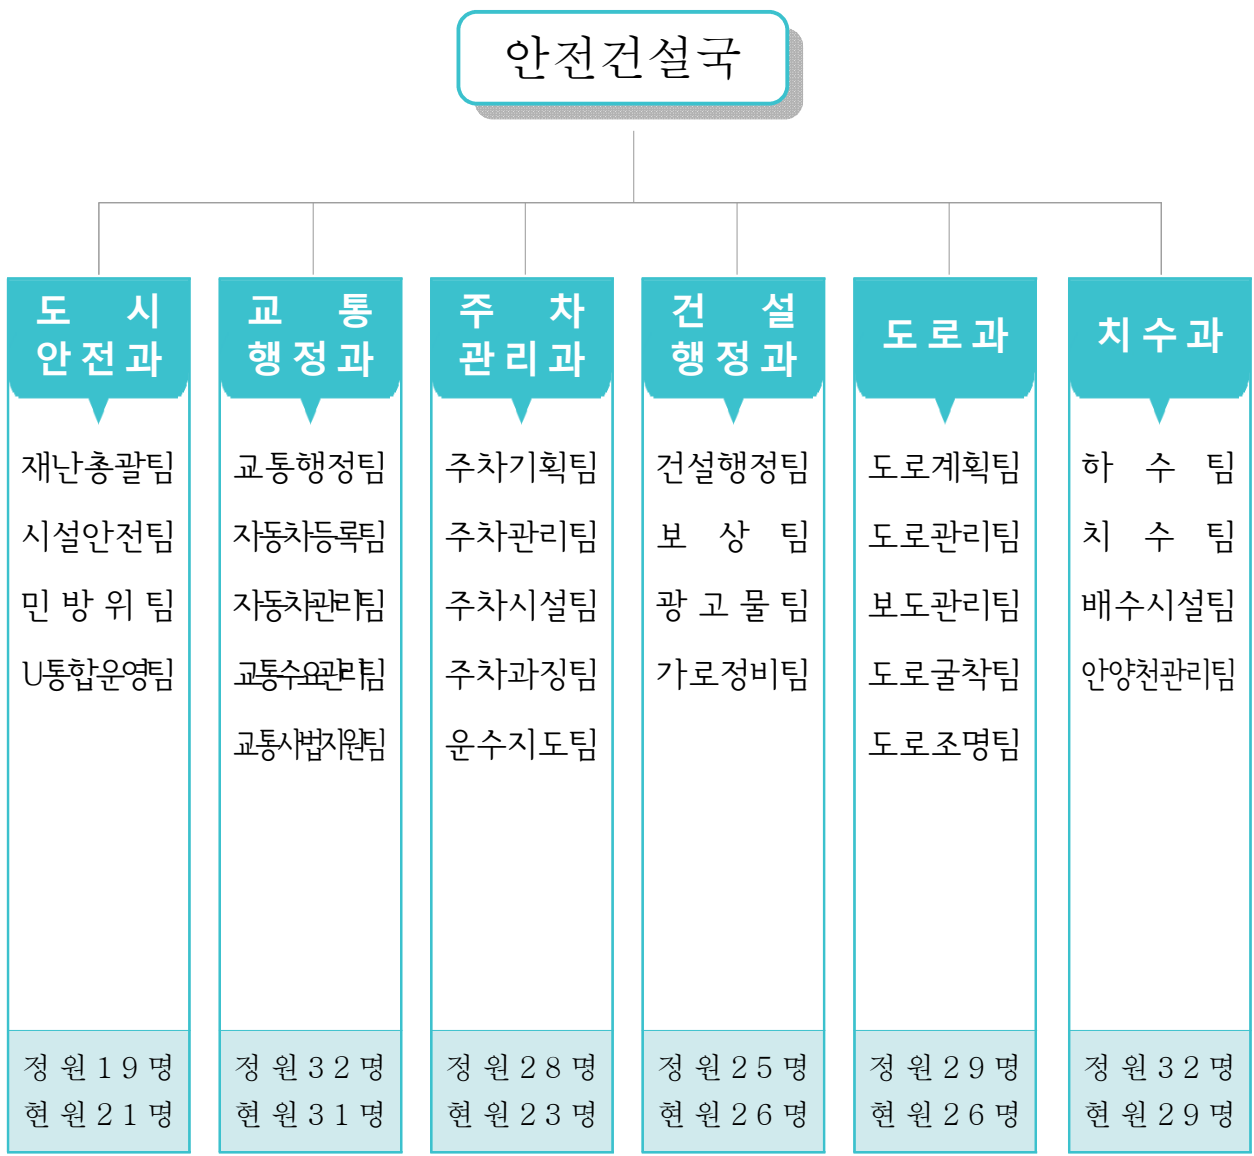 안전건설국
도 시
안전과
재난총괄팀
시설안전팀
민방위팀
U통합운영팀
정원19명
현원21명
교 통
행정과
교통행정팀
자동차등록팀
자동차관리팀
교통수요관리팀
교통사법지원팀
정원32명
현원31명
주 차
관리과
주차기획팀
주차관리팀
주차시설팀
주차과징팀
운수지도팀
정원28명
현원23명
건 설
행정과
건설행정팀
보 상 팀
광고물팀
가로정비팀
정원25명
현원26명
도로과
도로계획팀
도로관리팀
보도관리팀
도로굴착팀
도로조명팀
정원29명
현원26명
치수과
하 수 팀
치 수 팀
배수시설팀
안양천관리팀
정원32명
현원29명